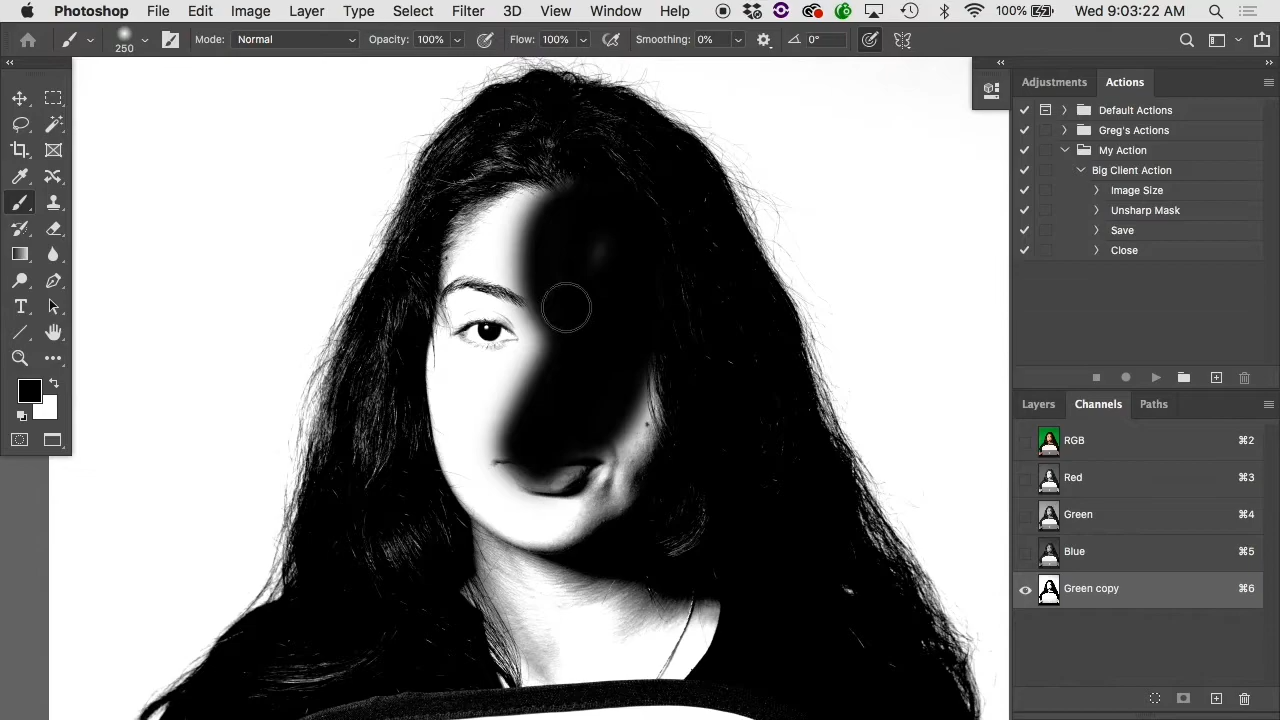 Photoshop File Edit Image Layer Type Select Filter 3D View Window Help 100% Wed 9:03:22 AM
250 Mode: Normal Opacity: 100% Flow: 100% Smoothing: 0% 0°
Adjustments Actions
Default Actions
Greg's Actions
My Action
Big Client Action
Image Size
Unsharp Mask
Save
Close
Layers Channels Paths
RGB ⌘2
Red ⌘3
Green ⌘4
Blue ⌘5
Green copy ⌘6